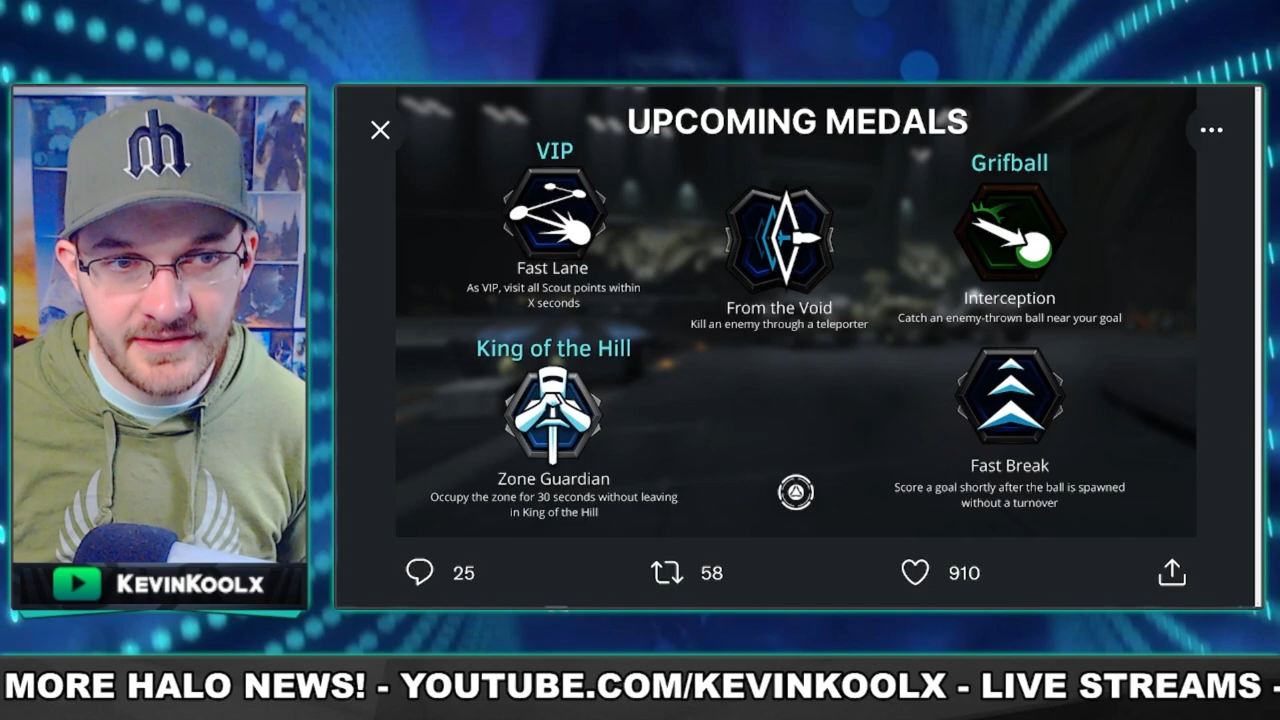 UPCOMING MEDALS
VIP
Fast Lane
As VIP, visit all Scout points within
X seconds
From the Void
Kill an enemy through a teleporter
Grifball
Interception
Catch an enemy-thrown ball near your goal
King of the Hill
Zone Guardian
Occupy the zone for 30 seconds without leaving
in King of the Hill
Fast Break
Score a goal shortly after the ball is spawned
without a turnover
25
58
910
KEVINKOOLX
MORE HALO NEWS! - YOUTUBE.COM/KEVINKOOLX - LIVE STREAMS -